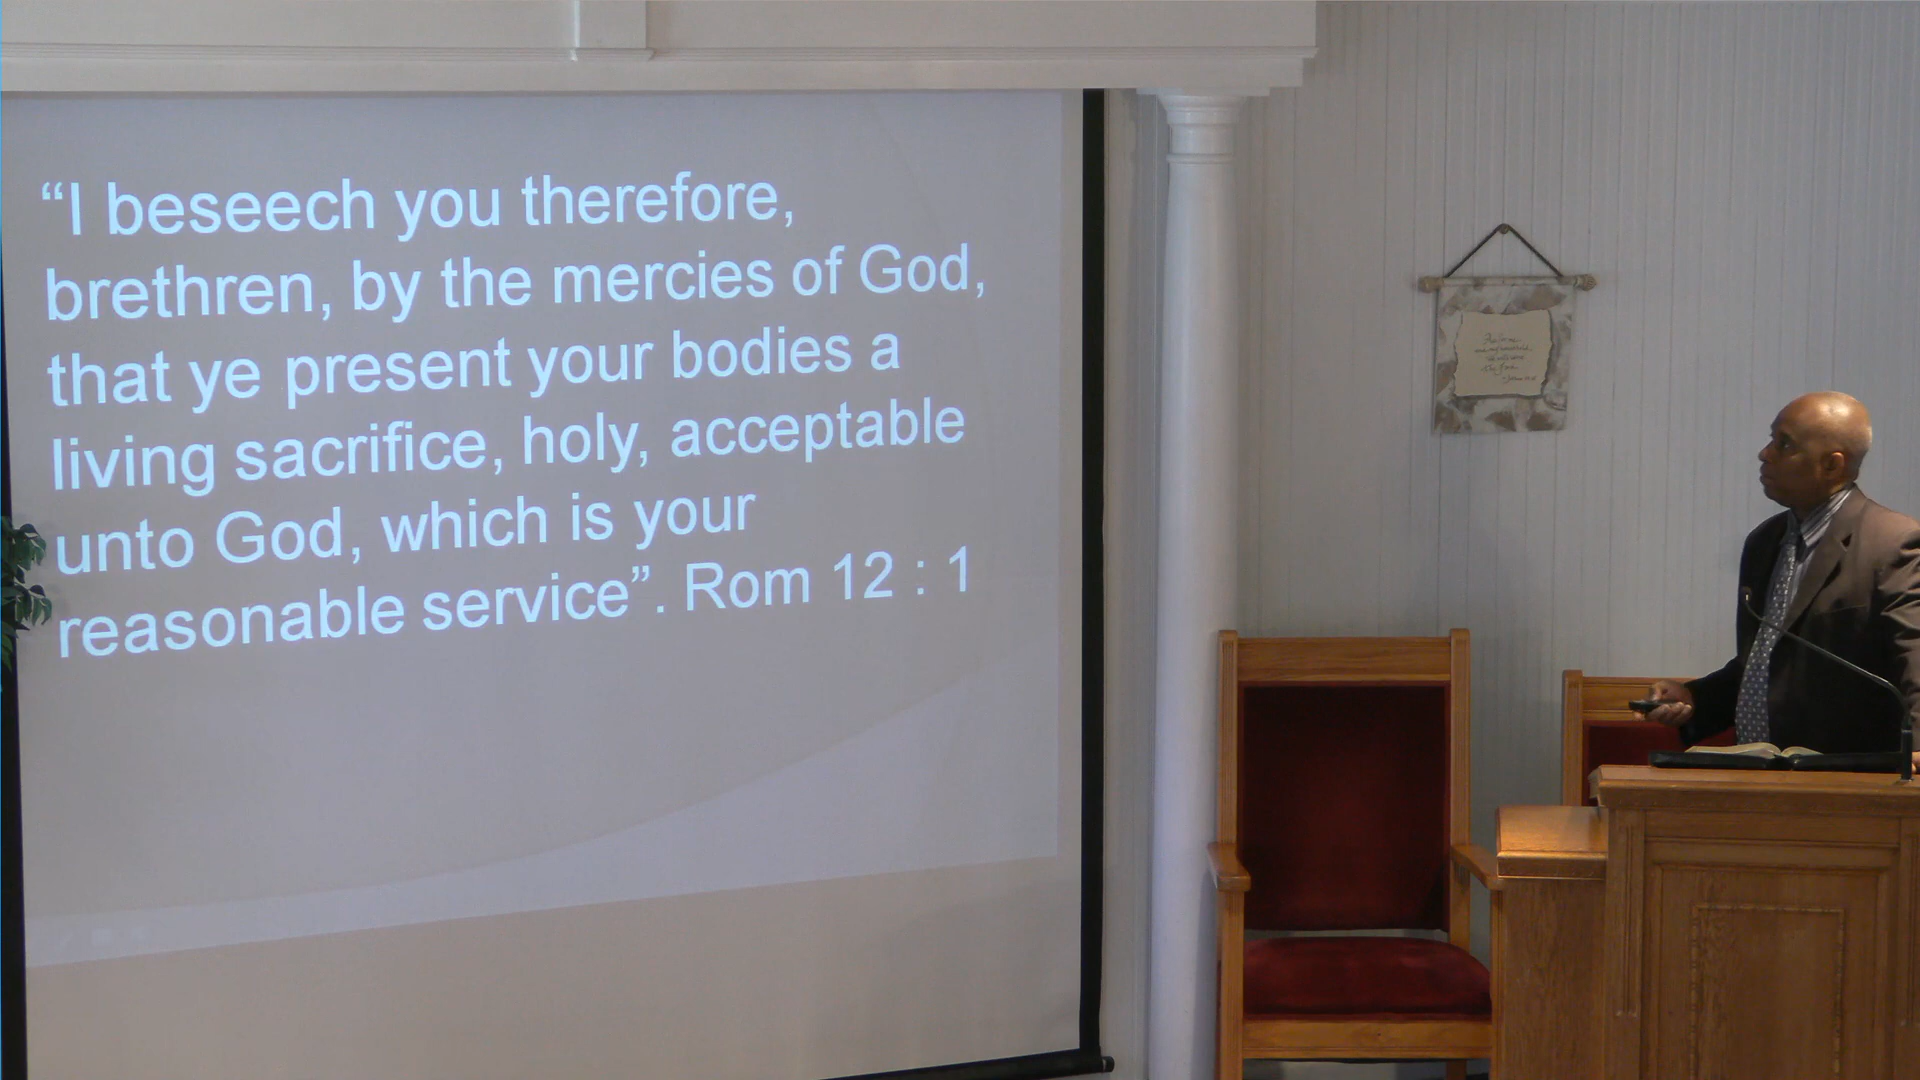 “I beseech you therefore,
brethren, by the mercies of God,
that ye present your bodies a
living sacrifice, holy, acceptable
unto God, which is your
reasonable service”. Rom 12 : 1